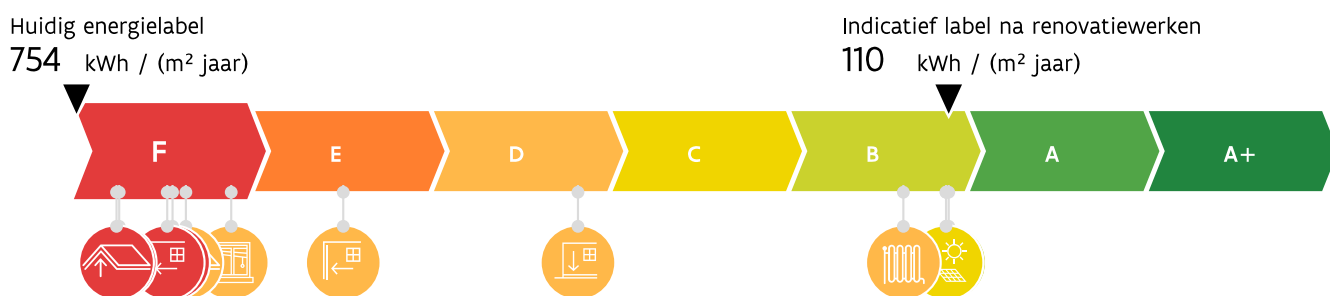 Huidig energielabel
754 kWh / (m² jaar)
Indicatief label na renovatiewerken
110 kWh / (m² jaar)
F E D C B A A+